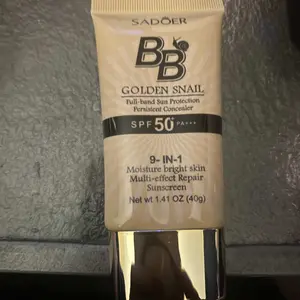 SADOER
BB
GOLDEN SNAIL
Full-band Sun Protection
Persistent Concealer
SPF 50+ PA+++
9-IN-1
Moisture bright skin
Multi-effect Repair
Sunscreen
Net wt 1.41 OZ (40g)